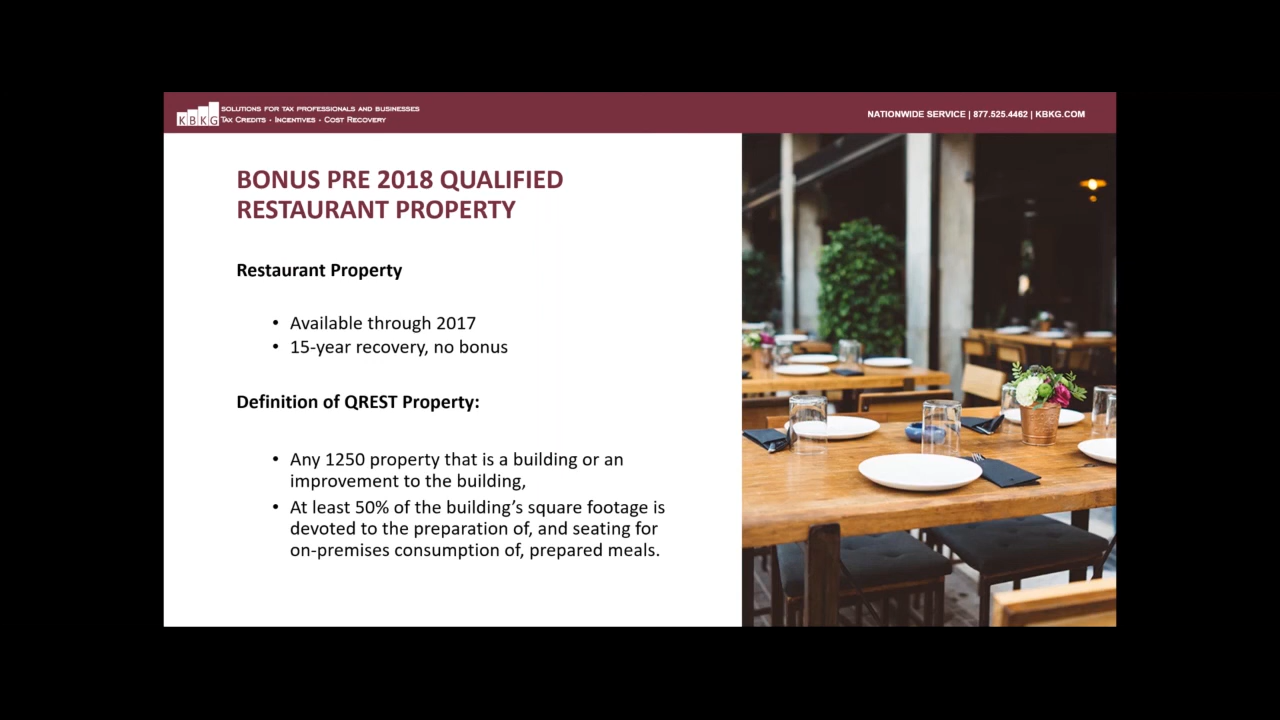 KBKG
SOLUTIONS FOR TAX PROFESSIONALS AND BUSINESSES
TAX CREDITS · INCENTIVES · COST RECOVERY
NATIONWIDE SERVICE | 877.525.4462 | KBKG.COM
BONUS PRE 2018 QUALIFIED
RESTAURANT PROPERTY
Restaurant Property
• Available through 2017
• 15-year recovery, no bonus
Definition of QREST Property:
• Any 1250 property that is a building or an
improvement to the building,
• At least 50% of the building’s square footage is
devoted to the preparation of, and seating for
on-premises consumption of, prepared meals.